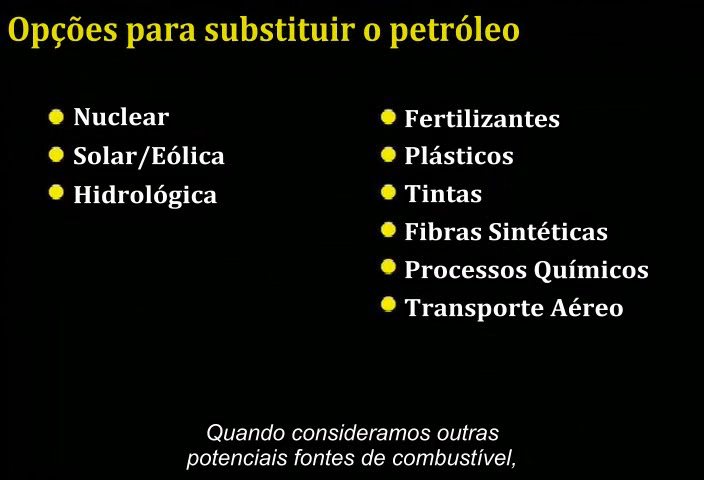 Opções para substituir o petróleo
Nuclear
Solar/Eólica
Hidrológica
Fertilizantes
Plásticos
Tintas
Fibras Sintéticas
Processos Químicos
Transporte Aéreo
Quando consideramos outras
potenciais fontes de combustível,